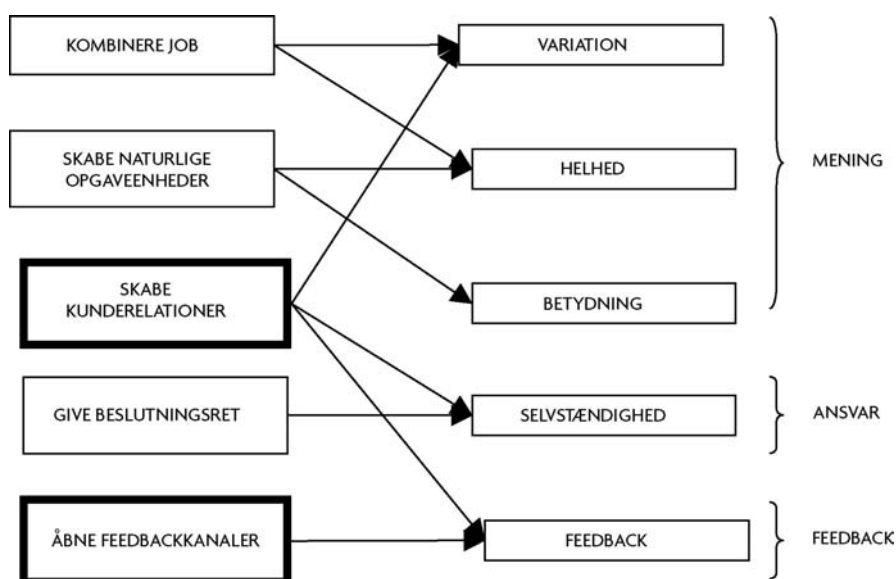 KOMBINERE JOB
VARIATION
SKABE NATURLIGE
OPGAVEENHEDER
HELHED
MENING
SKABE
KUNDERELATIONER
BETYDNING
GIVE BESLUTNINGSRET
SELVSTÆNDIGHED
ANSVAR
ÅBNE FEEDBACKKANALER
FEEDBACK
FEEDBACK